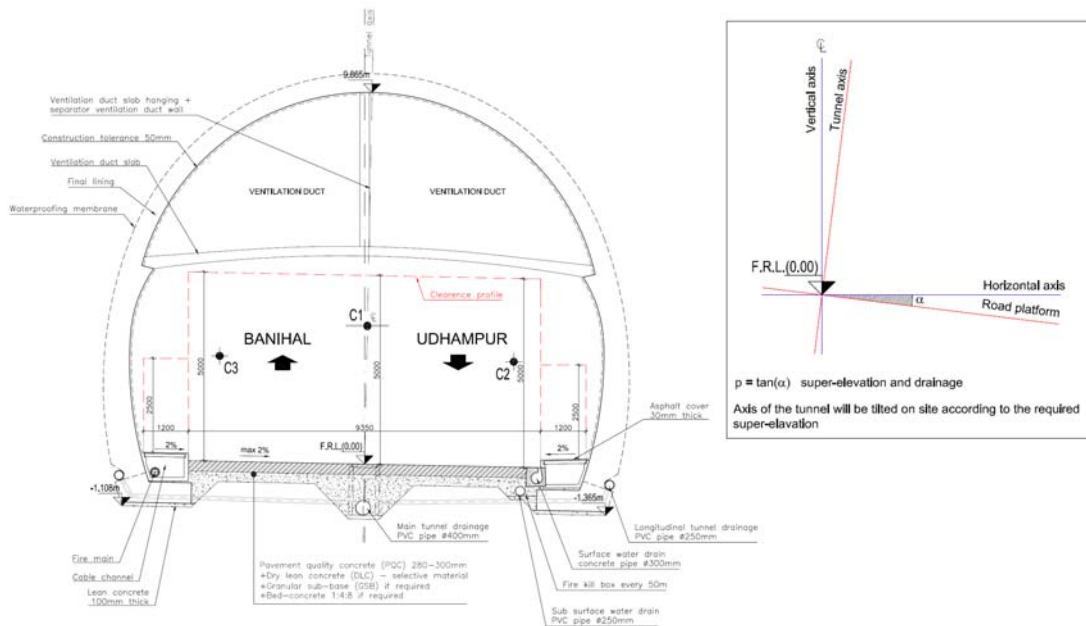 Tunnel axis
9,865m
Ventilation duct slab hanging +
separator ventilation duct wall
Construction tolerance 50mm
Ventilation duct slab
Final lining
Waterproofing membrane
VENTILATION DUCT
VENTILATION DUCT
Clearence profile
C1
BANIHAL
UDHAMPUR
C3
C2
5000
5000
5000
2500
2500
1200
9350
1200
Asphalt cover
30mm thick
2%
max 2%
F.R.L.(0.00)
2%
-1,108m
-1,365m
Main tunnel drainage
PVC pipe ø400mm
Longitudinal tunnel drainage
PVC pipe ø250mm
Fire main
Cable channel
Lean concrete
100mm thick
Pavement quality concrete (PQC) 280-300mm
+Dry lean concrete (DLC) – selective material
+Granular sub-base (GSB) if required
+Bed-concrete 1:4:8 if required
Surface water drain
concrete pipe ø300mm
Fire kill box every 50m
Sub surface water drain
PVC pipe ø250mm
Vertical axis
Tunnel axis
F.R.L.(0.00)
Horizontal axis
α
Road platform
p = tan(α) super-elevation and drainage
Axis of the tunnel will be tilted on site according to the required
super-elavation